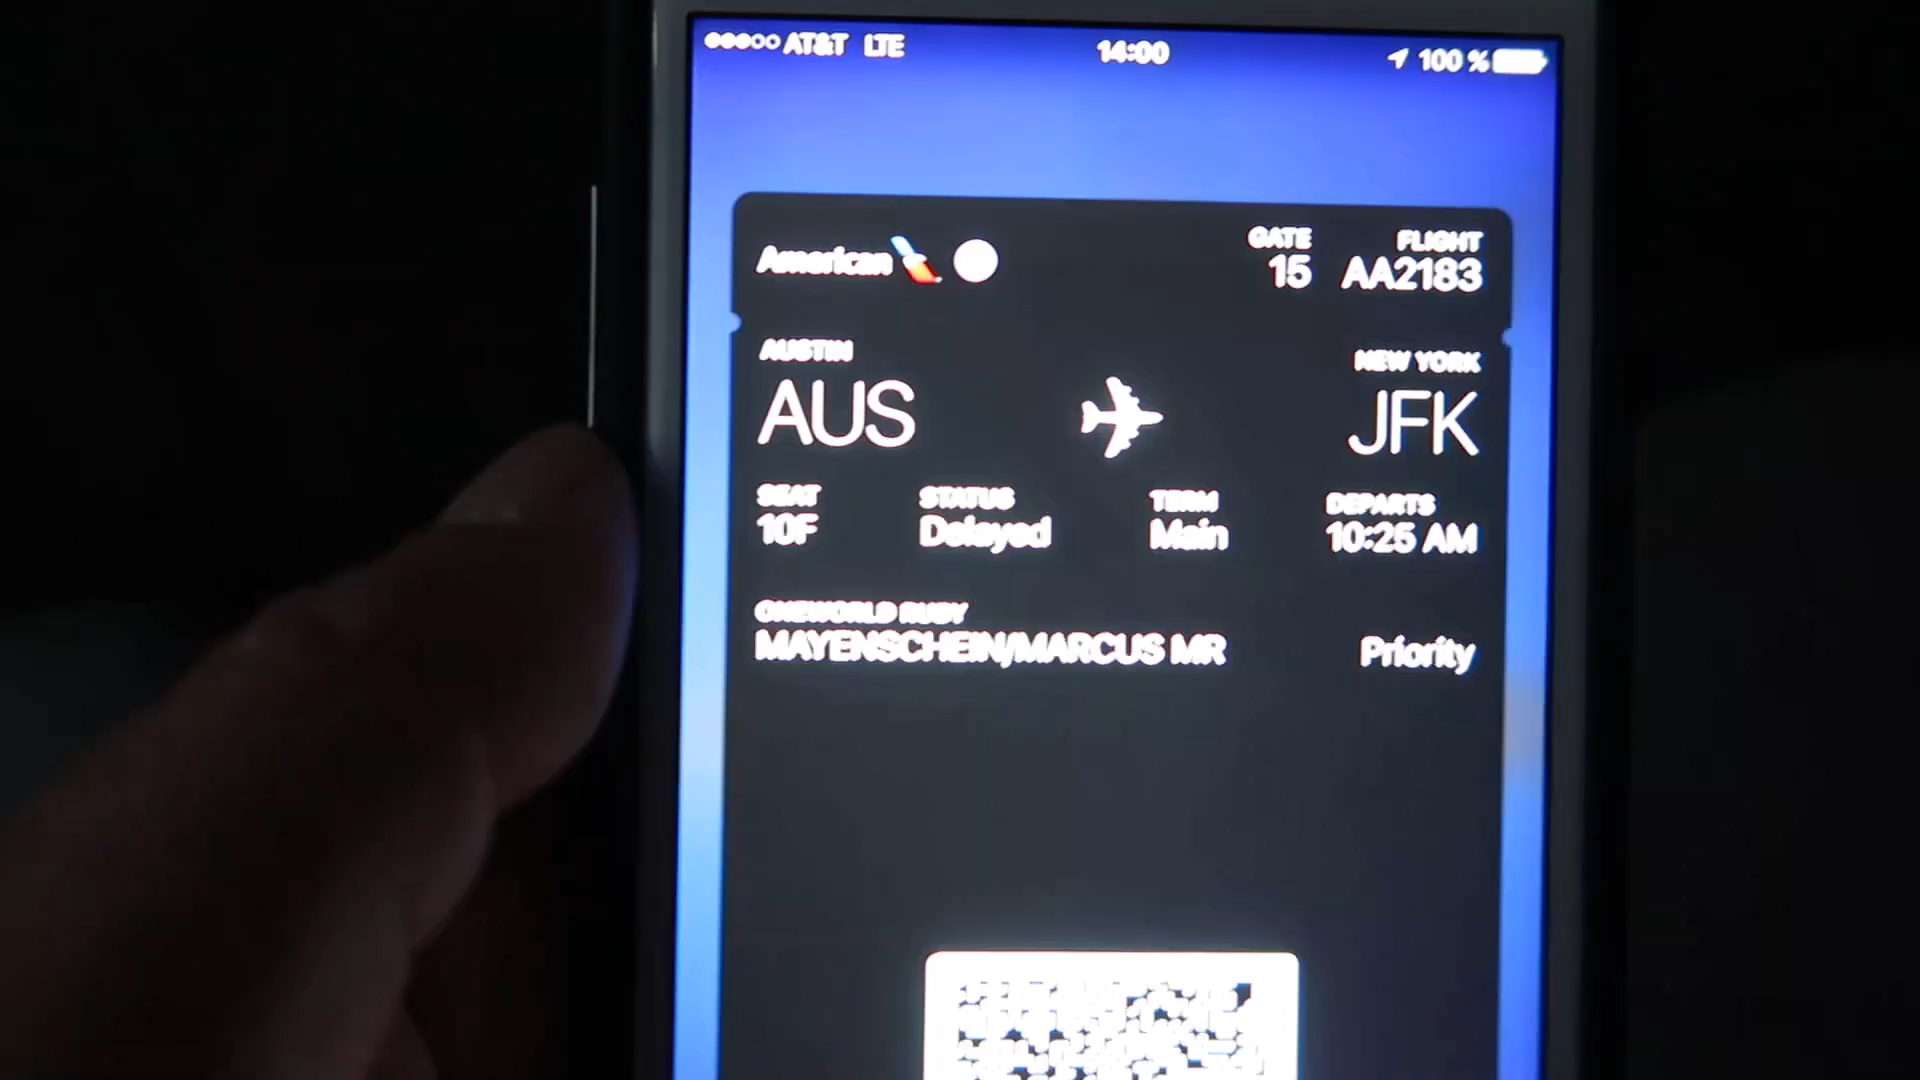 AT&T LTE 14:00 100 %
American GATE FLIGHT
15 AA2183
AUSTIN NEW YORK
AUS JFK
SEAT STATUS TERM DEPARTS
10F Delayed Main 10:25 AM
ONEWORLD RUBY
MAYENSCHEIN/MARCUS MR Priority